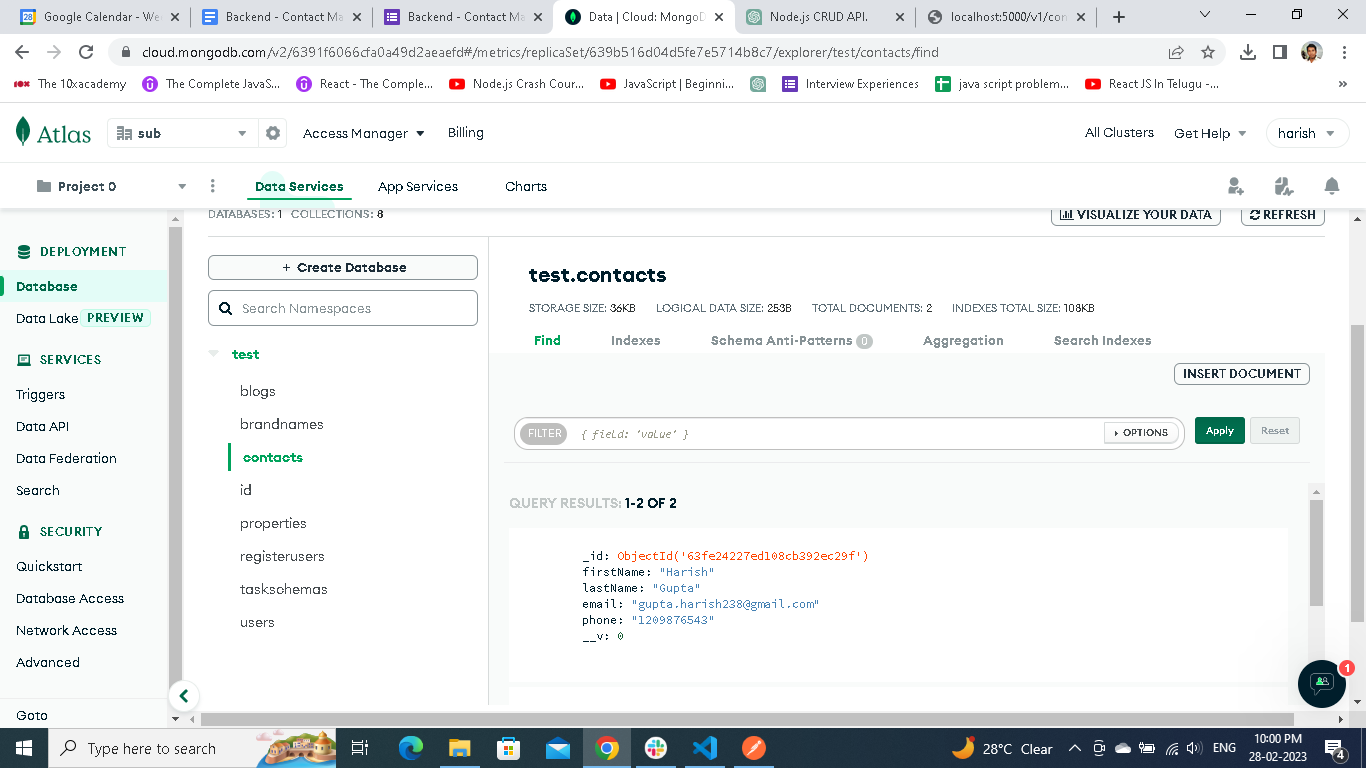 Google Calendar - We
Backend - Contact Ma
Backend - Contact Ma
Data | Cloud: MongoD
Node.js CRUD API.
localhost:5000/v1/con
cloud.mongodb.com/v2/6391f6066cfa0a49d2aeaefd#/metrics/replicaSet/639b516d04d5fe7e5714b8c7/explorer/test/contacts/find
The 10xacademy
The Complete JavaS...
React - The Comple...
Node.js Crash Cour...
JavaScript | Beginni...
Interview Experiences
java script problem...
React JS In Telugu -...
Atlas
sub
Access Manager
Billing
All Clusters
Get Help
harish
Project 0
Data Services
App Services
Charts
DATABASES: 1 COLLECTIONS: 8
VISUALIZE YOUR DATA
REFRESH
DEPLOYMENT
Database
Data Lake PREVIEW
SERVICES
Triggers
Data API
Data Federation
Search
SECURITY
Quickstart
Database Access
Network Access
Advanced
Goto
+ Create Database
Search Namespaces
test
blogs
brandnames
contacts
id
properties
registerusers
taskschemas
users
test.contacts
STORAGE SIZE: 36KB LOGICAL DATA SIZE: 253B TOTAL DOCUMENTS: 2 INDEXES TOTAL SIZE: 108KB
Find
Indexes
Schema Anti-Patterns 0
Aggregation
Search Indexes
INSERT DOCUMENT
FILTER { field: 'value' }
OPTIONS
Apply
Reset
QUERY RESULTS: 1-2 OF 2
_id: ObjectId('63fe24227ed108cb392ec29f')
firstName: "Harish"
lastName: "Gupta"
email: "gupta.harish238@gmail.com"
phone: "1209876543"
__v: 0
1
Type here to search
28°C Clear
ENG
10:00 PM
28-02-2023
4